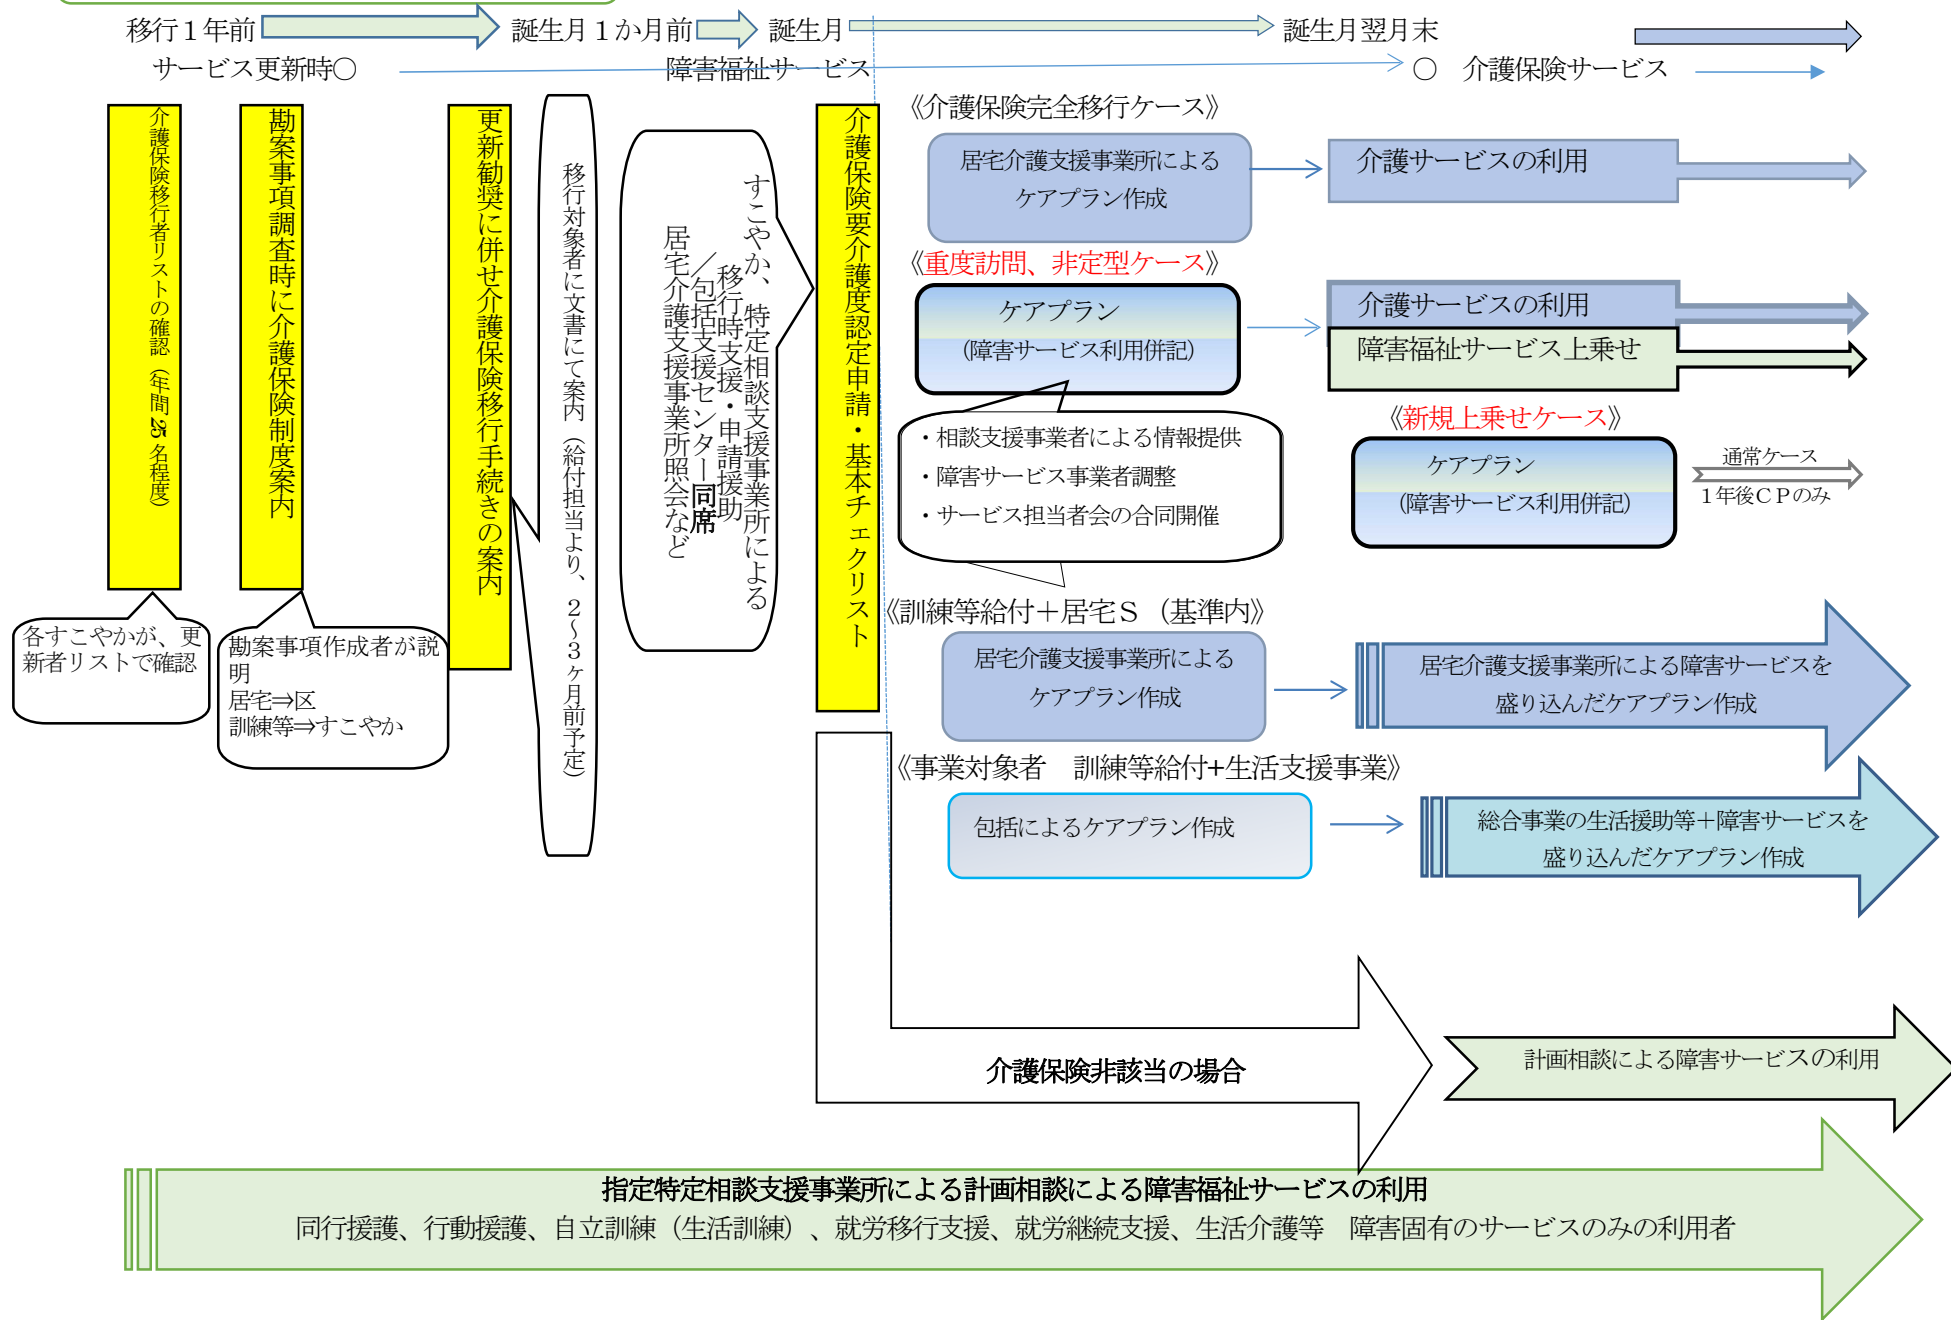 移行１年前
誕生月１か月前
誕生月
誕生月翌月末
サービス更新時〇
障害福祉サービス
〇　介護保険サービス
介護保険移行者リストの確認（年間25名程度）
勘案事項調査時に介護保険制度案内
更新勧奨に併せ介護保険移行手続きの案内
移行対象者に文書にて案内（給付担当より、２～３ヶ月前予定）
すこやか、特定相談支援事業所による
移行時支援・申請援助
／包括支援センター同席
居宅介護支援事業所照会など
介護保険要介護度認定申請・基本チェクリスト
各すこやかが、更
新者リストで確認
勘案事項作成者が説
明
居宅⇒区
訓練等⇒すこやか
《介護保険完全移行ケース》
居宅介護支援事業所による
ケアプラン作成
介護サービスの利用
《重度訪問、非定型ケース》
ケアプラン
（障害サービス利用併記）
介護サービスの利用
障害福祉サービス上乗せ
・相談支援事業者による情報提供
・障害サービス事業者調整
・サービス担当者会の合同開催
《新規上乗せケース》
ケアプラン
（障害サービス利用併記）
通常ケース
１年後ＣＰのみ
《訓練等給付＋居宅Ｓ（基準内》
居宅介護支援事業所による
ケアプラン作成
居宅介護支援事業所による障害サービスを
盛り込んだケアプラン作成
《事業対象者　訓練等給付+生活支援事業》
包括によるケアプラン作成
総合事業の生活援助等＋障害サービスを
盛り込んだケアプラン作成
介護保険非該当の場合
計画相談による障害サービスの利用
指定特定相談支援事業所による計画相談による障害福祉サービスの利用
同行援護、行動援護、自立訓練（生活訓練）、就労移行支援、就労継続支援、生活介護等　障害固有のサービスのみの利用者